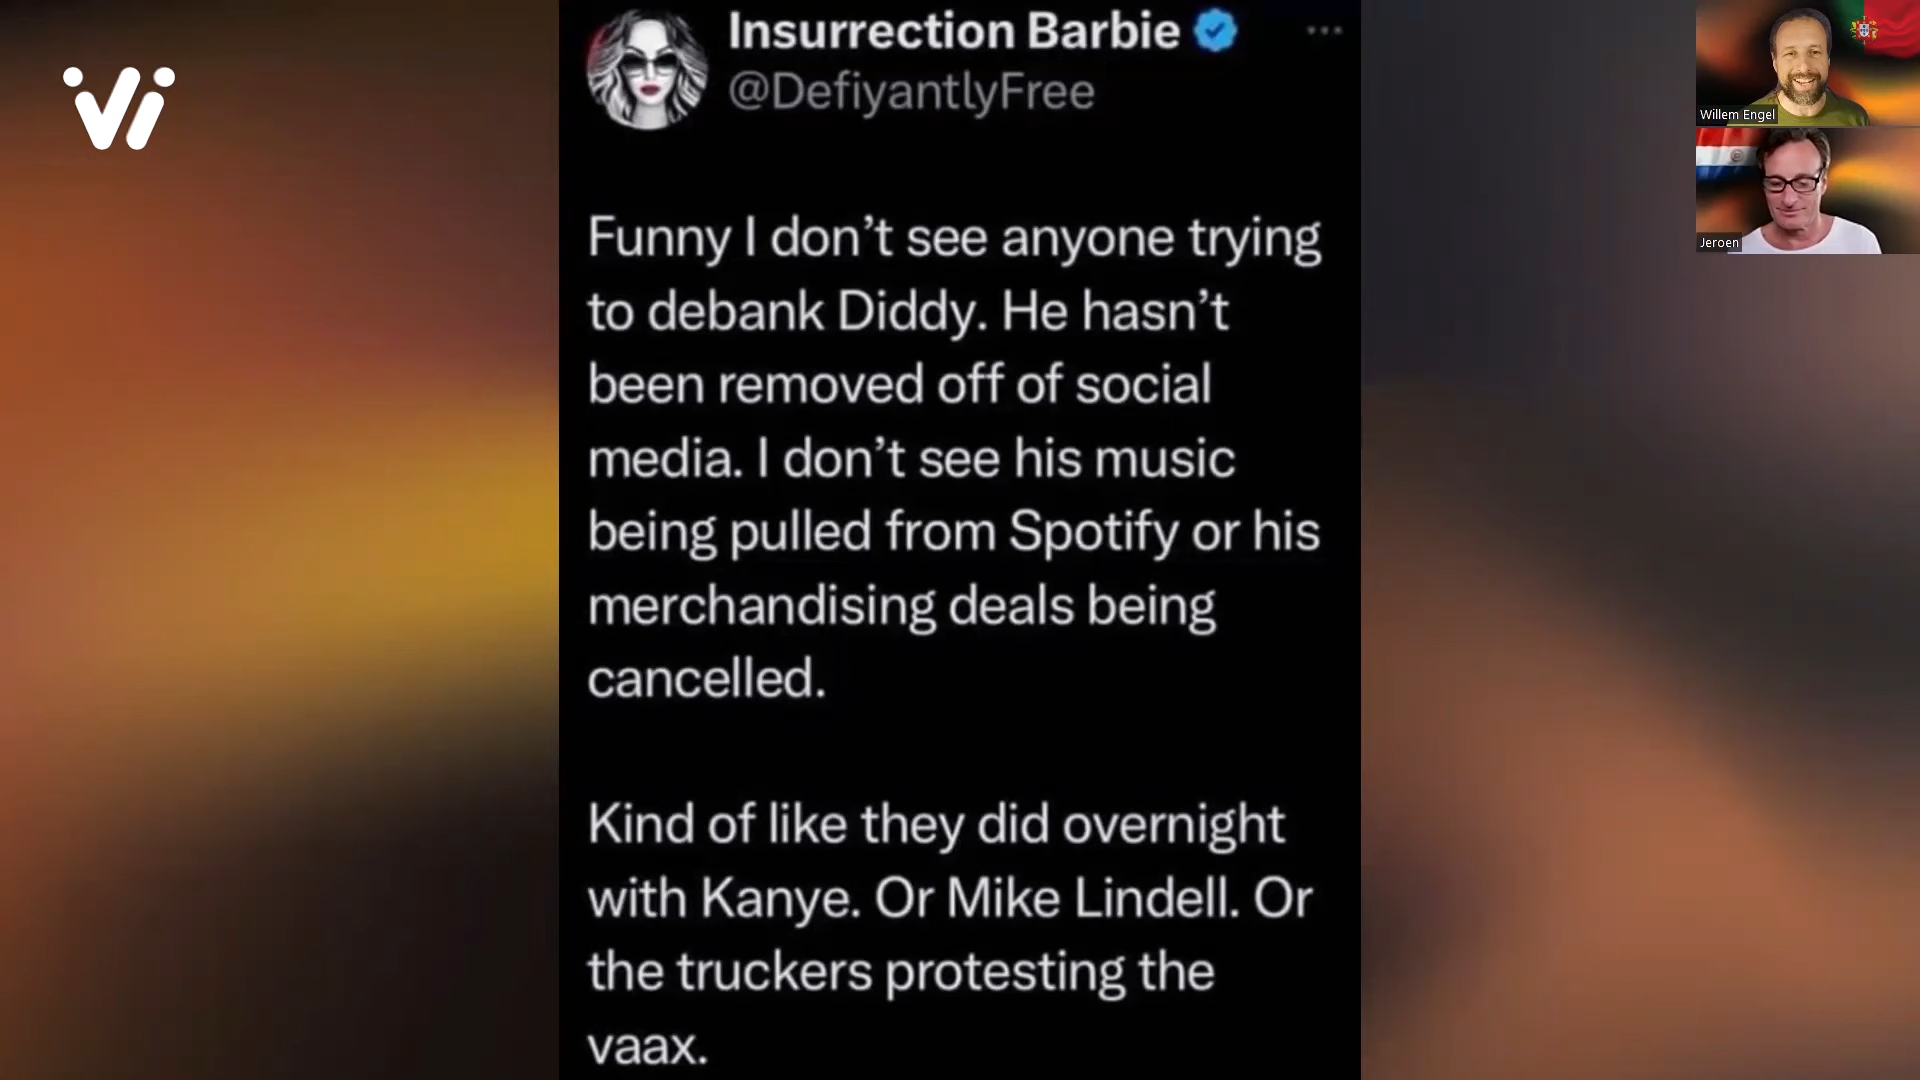 Vi
Insurrection Barbie
@DefiyantlyFree
Funny I don’t see anyone trying
to debank Diddy. He hasn’t
been removed off of social
media. I don’t see his music
being pulled from Spotify or his
merchandising deals being
cancelled.
Kind of like they did overnight
with Kanye. Or Mike Lindell. Or
the truckers protesting the
vaax.
Willem Engel
Jeroen